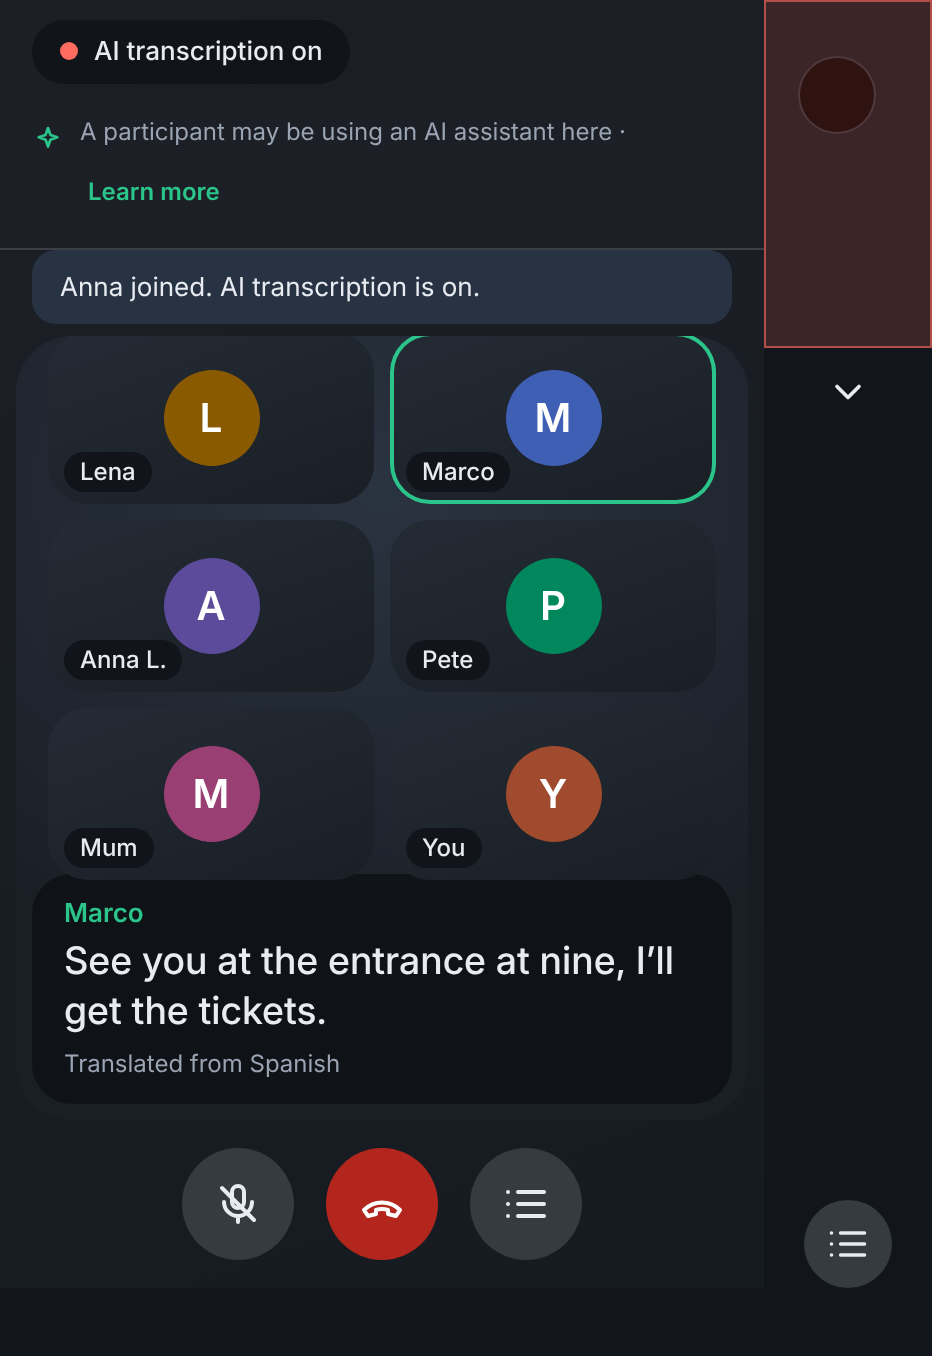 AI transcription on
A participant may be using an AI assistant here ·
Learn more
Anna joined. AI transcription is on.
L
Lena
M
Marco
A
Anna L.
P
Pete
M
Mum
Y
You
Marco
See you at the entrance at nine, I’ll
get the tickets.
Translated from Spanish